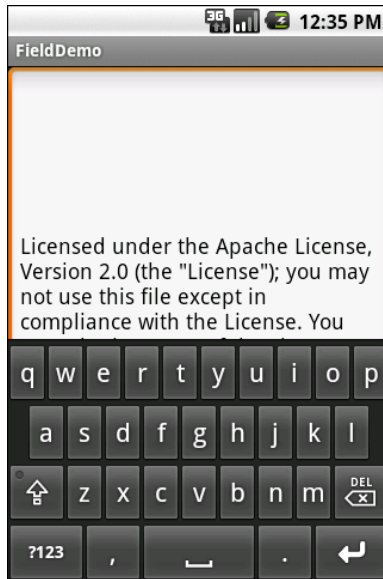 3G 12:35 PM
FieldDemo
Licensed under the Apache License,
Version 2.0 (the "License"); you may
not use this file except in
compliance with the License. You
q w e r t y u i o p
a s d f g h j k l
z x c v b n m DEL
?123 , .